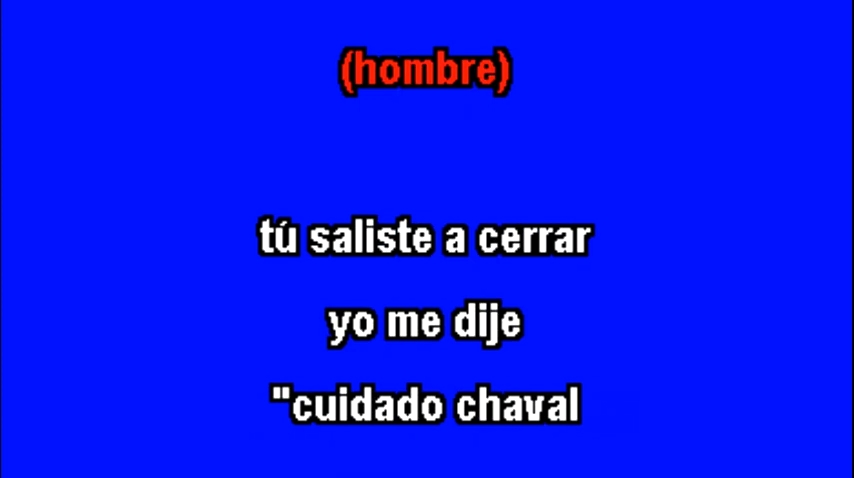 (hombre)
tú saliste a cerrar
yo me dije
"cuidado chaval